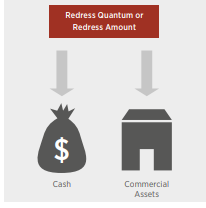 Redress Quantum or
Redress Amount
$
Cash
Commercial
Assets